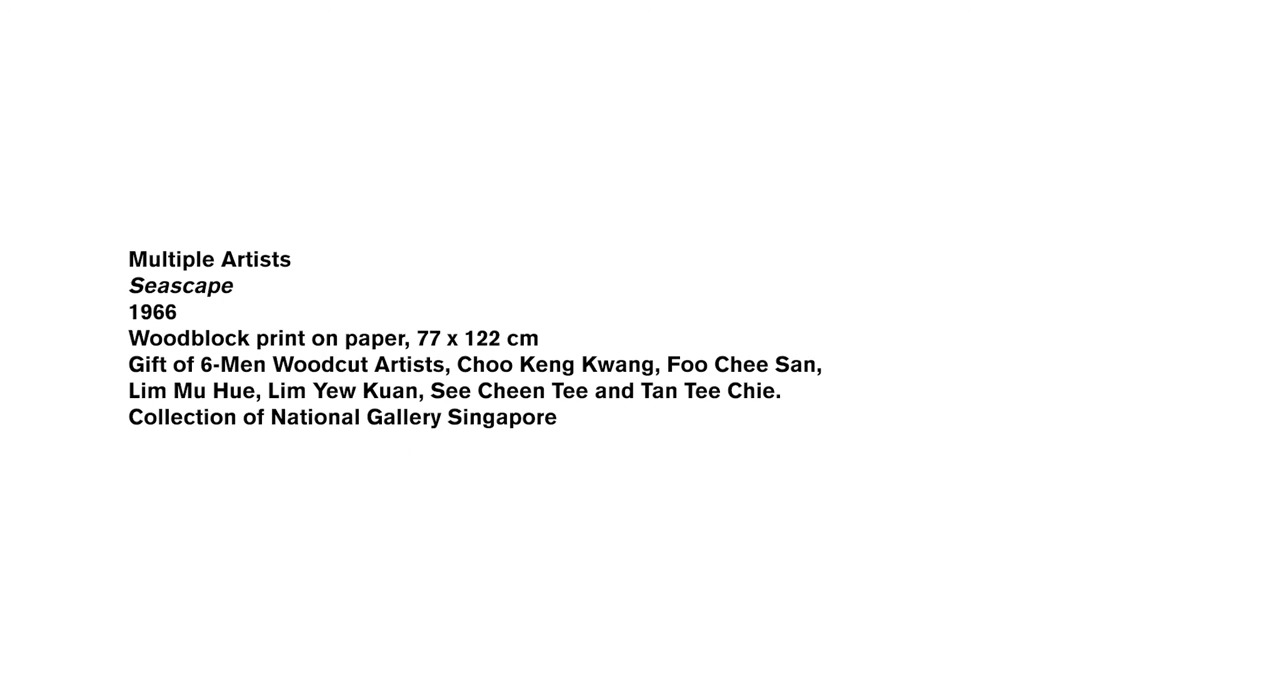 Multiple Artists
Seascape
1966
Woodblock print on paper, 77 x 122 cm
Gift of 6-Men Woodcut Artists, Choo Keng Kwang, Foo Chee San,
Lim Mu Hue, Lim Yew Kuan, See Cheen Tee and Tan Tee Chie.
Collection of National Gallery Singapore